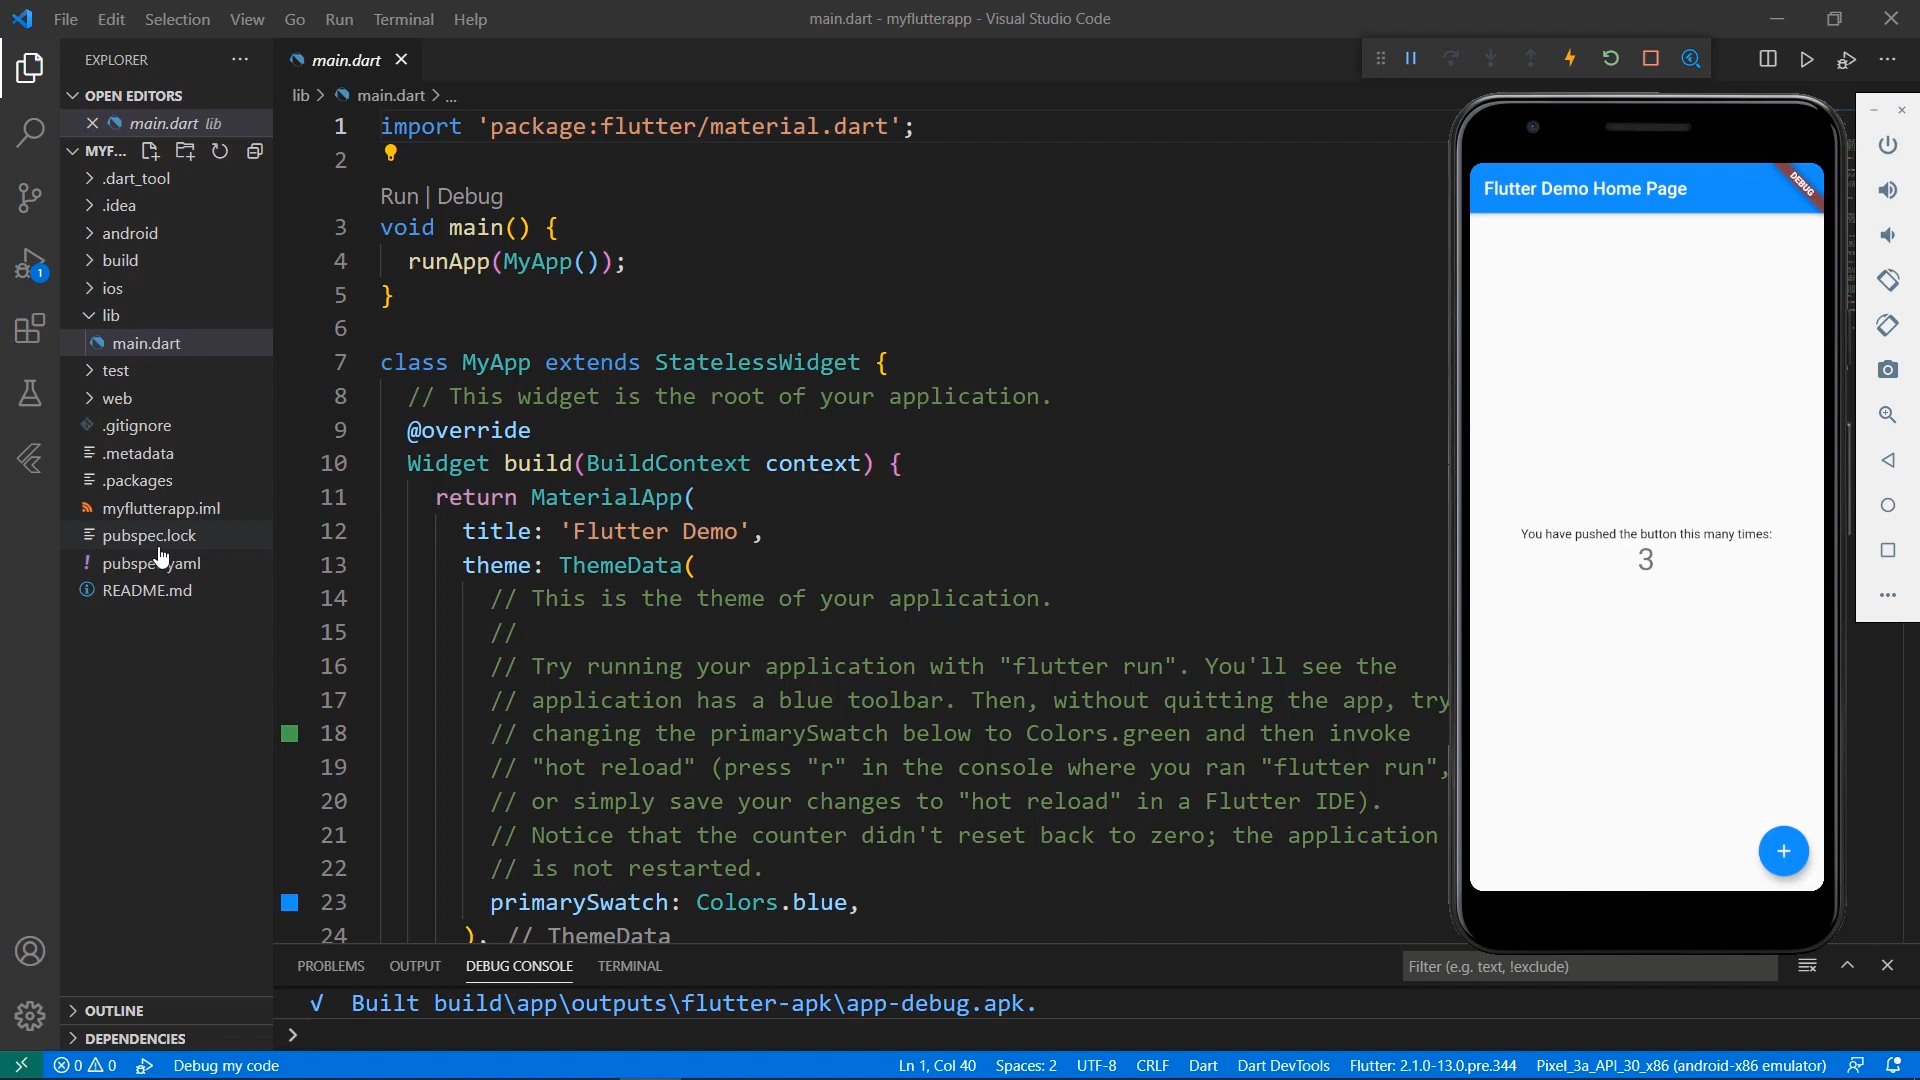 File Edit Selection View Go Run Terminal Help
main.dart - myflutterapp - Visual Studio Code
EXPLORER
OPEN EDITORS
main.dart lib
MYF...
.dart_tool
.idea
android
build
ios
lib
main.dart
test
web
.gitignore
.metadata
.packages
myflutterapp.iml
pubspec.lock
README.md
OUTLINE
DEPENDENCIES
main.dart
lib > main.dart > ...
1 import 'package:flutter/material.dart';
2
Run | Debug
3 void main() {
4 runApp(MyApp());
5 }
6
7 class MyApp extends StatelessWidget {
8 // This widget is the root of your application.
9 @override
10 Widget build(BuildContext context) {
11 return MaterialApp(
12 title: 'Flutter Demo',
13 theme: ThemeData(
14 // This is the theme of your application.
15 //
16 // Try running your application with "flutter run". You'll see the
17 // application has a blue toolbar. Then, without quitting the app, try
18 // changing the primarySwatch below to Colors.green and then invoke
19 // "hot reload" (press "r" in the console where you ran "flutter run",
20 // or simply save your changes to "hot reload" in a Flutter IDE).
21 // Notice that the counter didn't reset back to zero; the application
22 // is not restarted.
23 primarySwatch: Colors.blue,
24 ), // ThemeData
Flutter Demo Home Page
DEBUG
You have pushed the button this many times:
3
+
PROBLEMS OUTPUT DEBUG CONSOLE TERMINAL
Filter (e.g. text, !exclude)
√ Built build\app\outputs\flutter-apk\app-debug.apk.
>
1
0 0 Debug my code
Ln 1, Col 40 Spaces: 2 UTF-8 CRLF Dart Dart DevTools Flutter: 2.1.0-13.0.pre.344 Pixel_3a_API_30_x86 (android-x86 emulator)